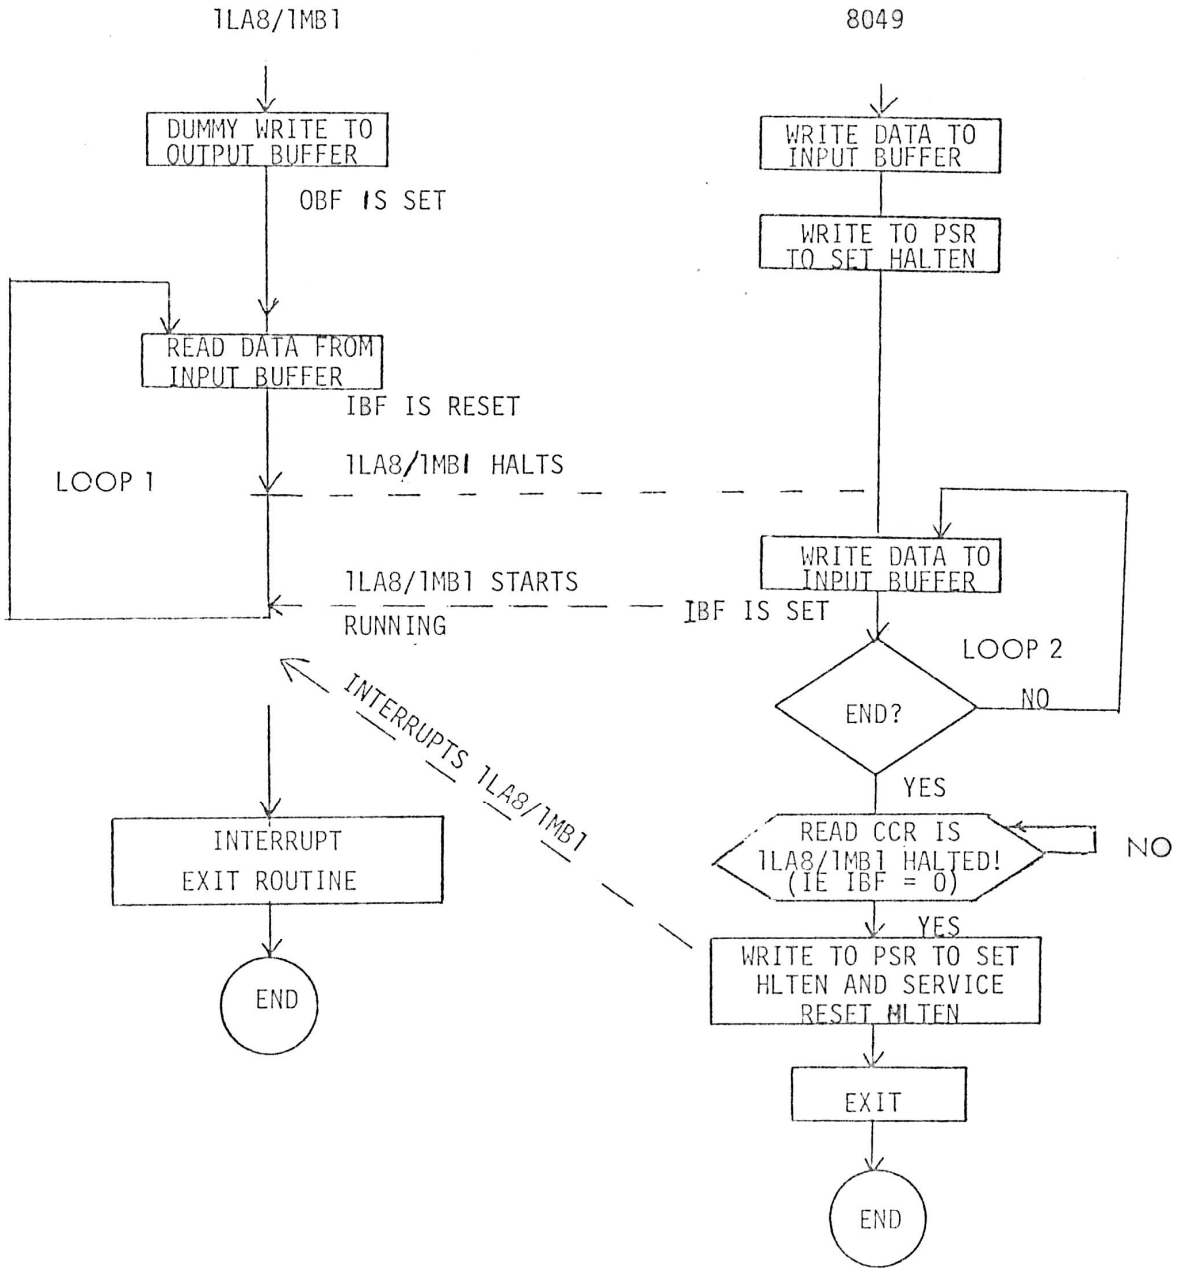 1LA8/1MB1
8049
DUMMY WRITE TO
OUTPUT BUFFER
OBF IS SET
READ DATA FROM
INPUT BUFFER
IBF IS RESET
LOOP 1
1LA8/1MB1 HALTS
1LA8/1MB1 STARTS
RUNNING
INTERRUPTS 1LA8/1MB1
INTERRUPT
EXIT ROUTINE
END
WRITE DATA TO
INPUT BUFFER
WRITE TO PSR
TO SET HALTEN
WRITE DATA TO
INPUT BUFFER
IBF IS SET
LOOP 2
END?
NO
YES
READ CCR IS
1LA8/1MB1 HALTED!
(IE IBF = 0)
NO
YES
WRITE TO PSR TO SET
HLTEN AND SERVICE
RESET HLTEN
EXIT
END